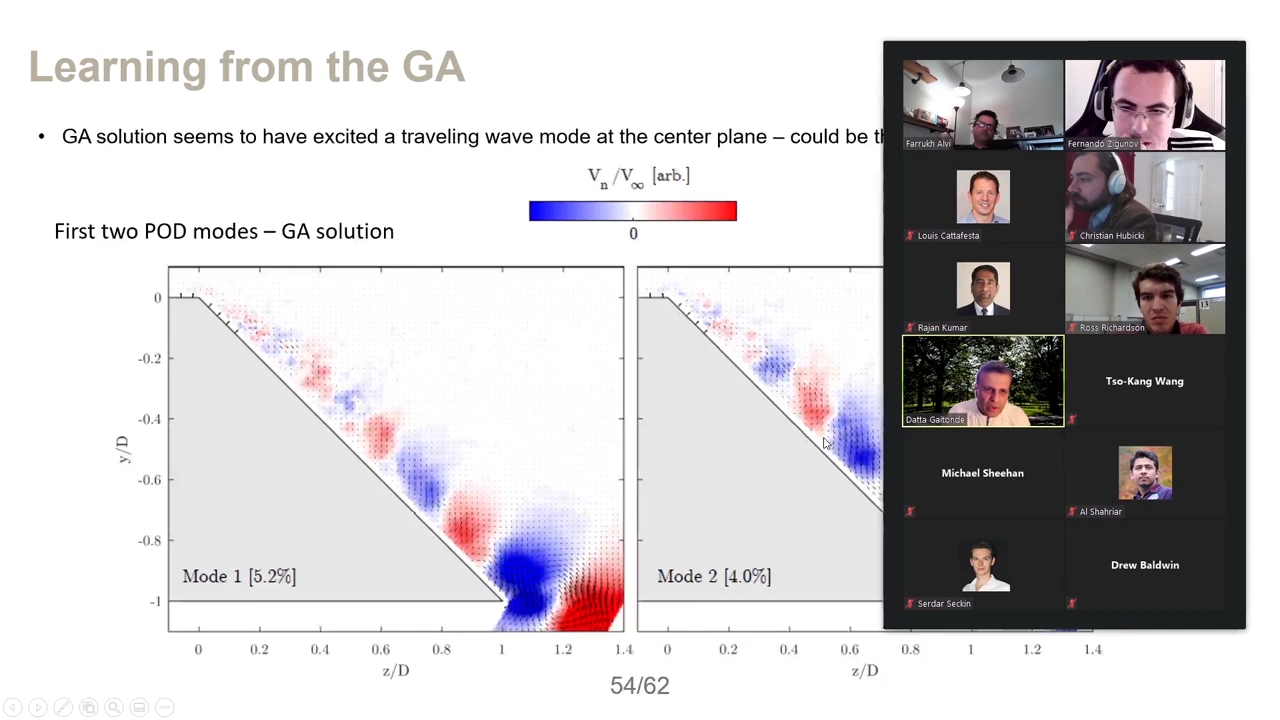 Learning from the GA
• GA solution seems to have excited a traveling wave mode at the center plane – could be th
Vn/V∞ [arb.]
0
First two POD modes – GA solution
y/D
0
-0.2
-0.4
-0.6
-0.8
-1
Mode 1 [5.2%]
0 0.2 0.4 0.6 0.8 1 1.2 1.4
z/D
Mode 2 [4.0%]
0 0.2 0.4 0.6 0.8 1 1.2 1.4
z/D
54/62
Farrukh Alvi
Fernando Zigunov
Louis Cattafesta
Christian Hubicki
13
Rajan Kumar
Ross Richardson
Datta Gaitonde
Tso-Kang Wang
Michael Sheehan
Al Shahriar
Serdar Seckin
Drew Baldwin